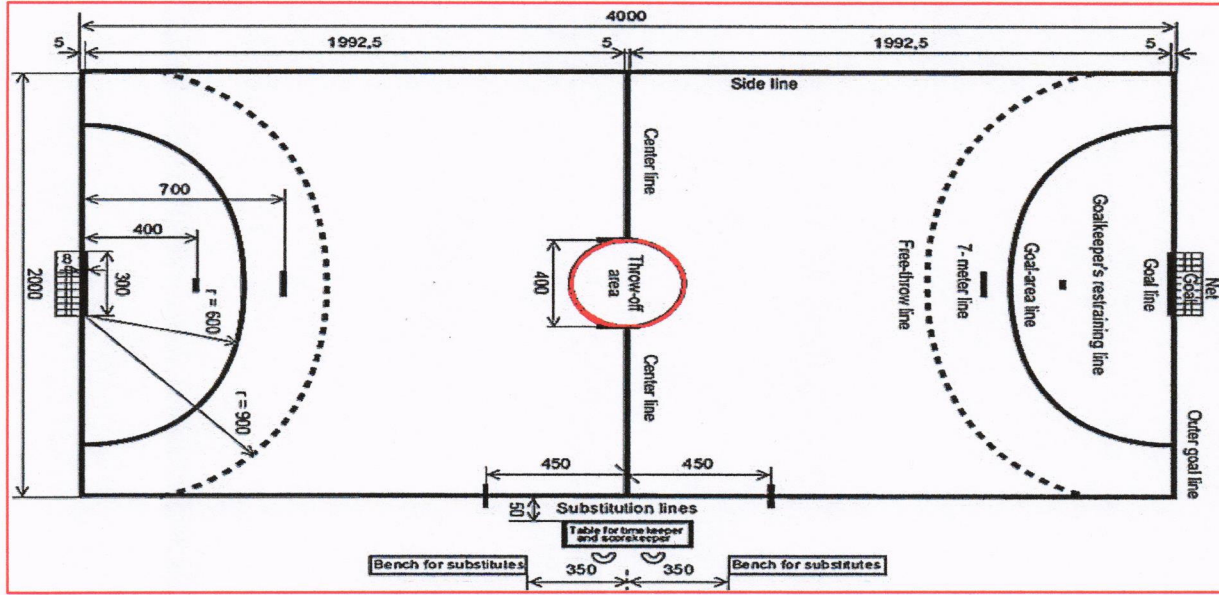 4000
5
1992,5
5
1992,5
5
Side line
Center line
700
400
8
300
2000
r = 600
r = 900
Throw-off
area
400
Center line
Free-throw line
7- meter line
Goal-area line
Goalkeeper's restraining line
Goal line
Goal
Net
Outer goal line
450
450
50
Substitution lines
Table for time keeper
and scorekeeper
Bench for substitutes
350
350
Bench for substitutes